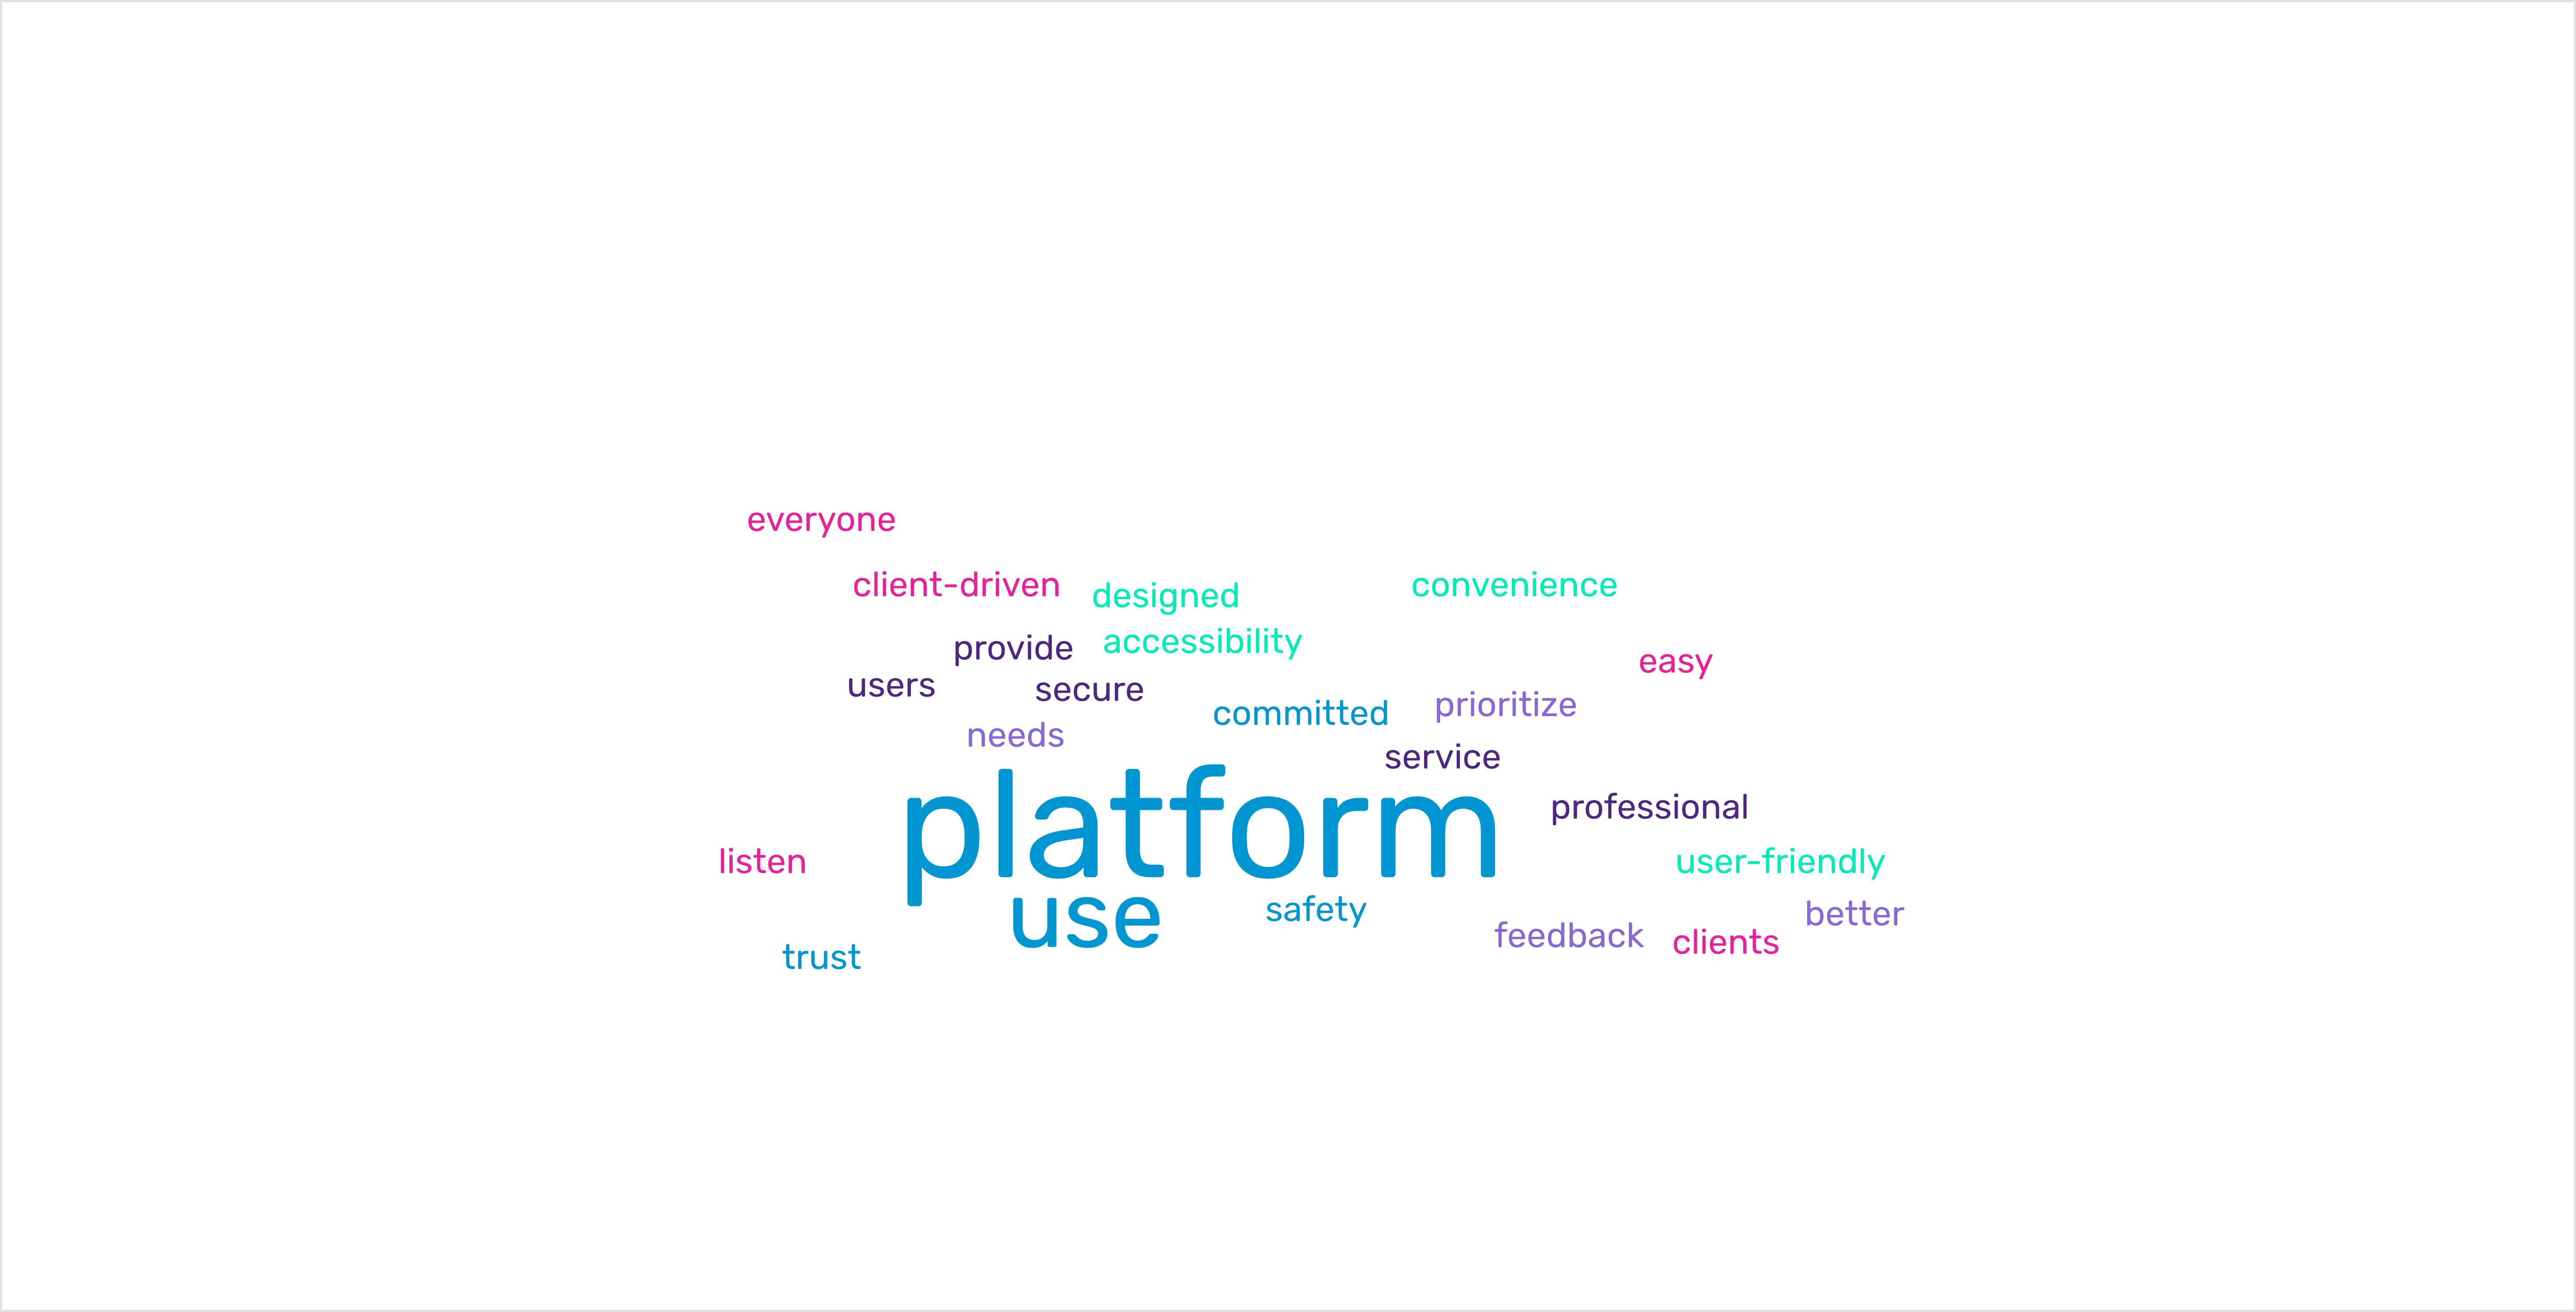 everyone
client-driven
designed
convenience
provide
accessibility
easy
users
secure
committed
prioritize
needs
service
platform
professional
listen
user-friendly
use
safety
better
feedback
clients
trust